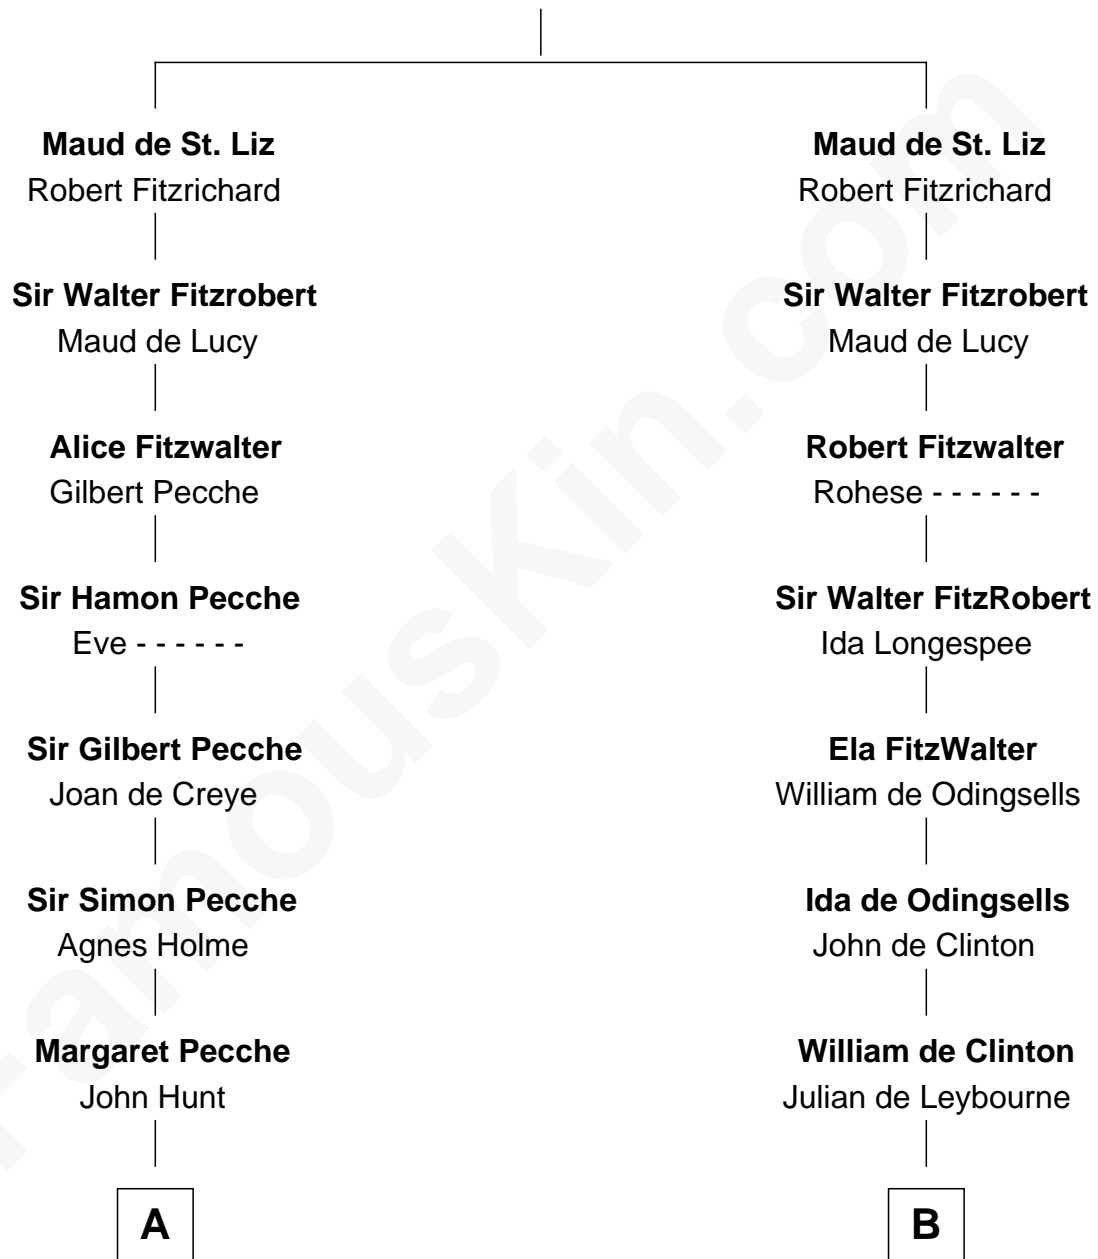 Maud de St. Liz
Robert Fitzrichard
Sir Walter Fitzrobert
Maud de Lucy
Alice Fitzwalter
Gilbert Pecche
Sir Hamon Pecche
Eve - - - - - -
Sir Gilbert Pecche
Joan de Creye
Sir Simon Pecche
Agnes Holme
Margaret Pecche
John Hunt
A
Maud de St. Liz
Robert Fitzrichard
Sir Walter Fitzrobert
Maud de Lucy
Robert Fitzwalter
Rohese - - - - - -
Sir Walter FitzRobert
Ida Longespee
Ela FitzWalter
William de Odingsells
Ida de Odingsells
John de Clinton
William de Clinton
Julian de Leybourne
B
FamousKin.com